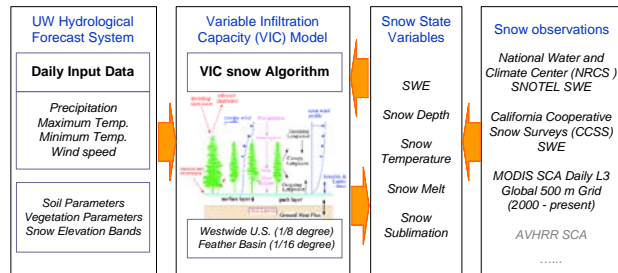 UW Hydrological
Forecast System
Daily Input Data
Precipitation
Maximum Temp.
Minimum Temp.
Wind speed
Soil Parameters
Vegetation Parameters
Snow Elevation Bands
Variable Infiltration
Capacity (VIC) Model
VIC snow Algorithm
Westwide U.S. (1/8 degree)
Feather Basin (1/16 degree)
Snow State
Variables
SWE
Snow Depth
Snow
Temperature
Snow Melt
Snow
Sublimation
Snow observations
National Water and
Climate Center (NRCS )
SNOTEL SWE
California Cooperative
Snow Surveys (CCSS)
SWE
MODIS SCA Daily L3
Global 500 m Grid
(2000 - present)
AVHRR SCA
......